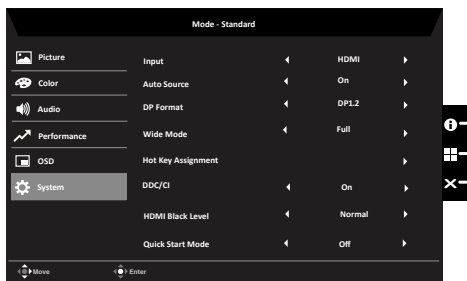 Mode - Standard
Picture
Color
Audio
Performance
OSD
System
Input HDMI
Auto Source On
DP Format DP1.2
Wide Mode Full
Hot Key Assignment
DDC/CI On
HDMI Black Level Normal
Quick Start Mode Off
Move Enter